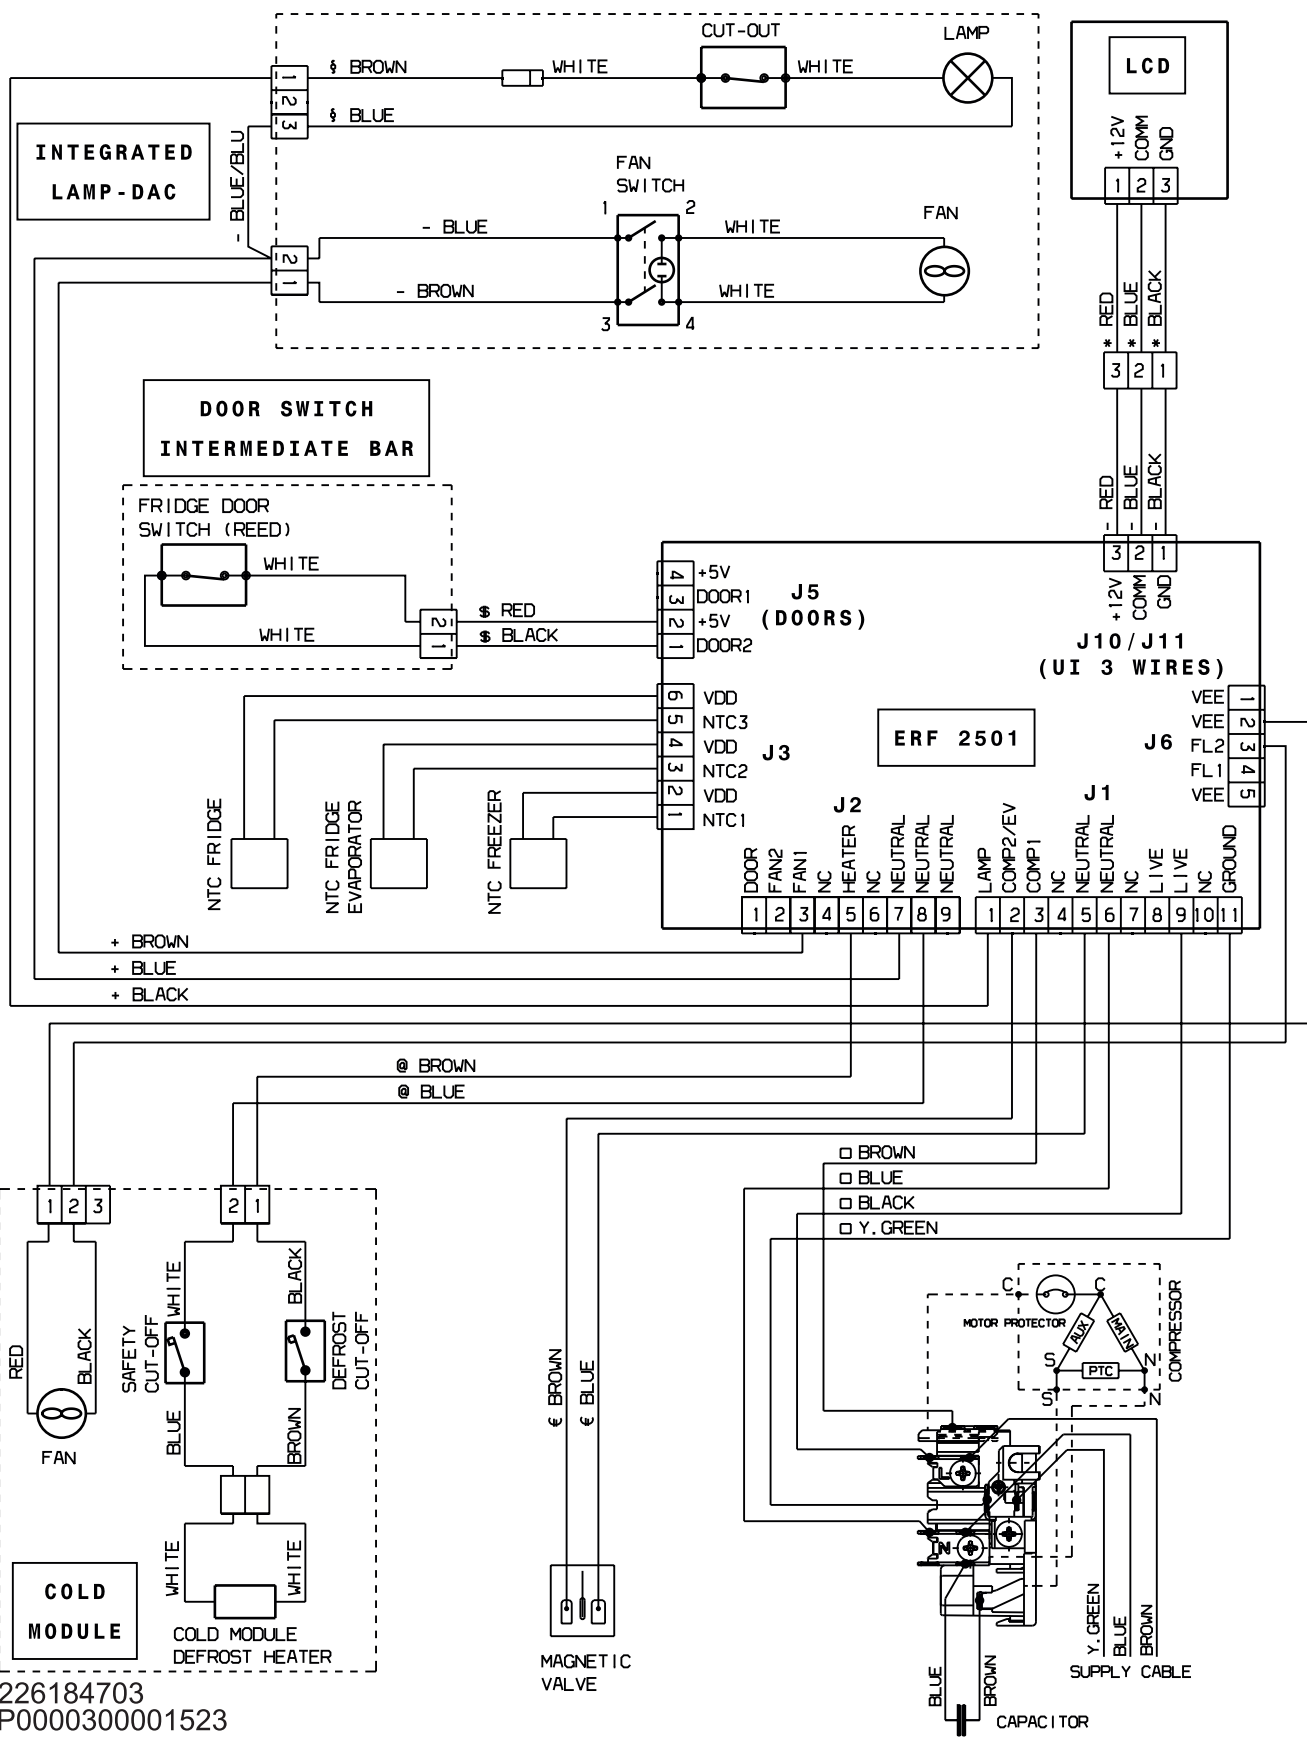 CUT-OUT
LAMP
§ BROWN
WHITE
WHITE
1
2
3
§ BLUE
LCD
+12V
COMM
GND
1 2 3
INTEGRATED
LAMP-DAC
- BLUE/BLU
FAN
SWITCH
1
2
- BLUE
WHITE
FAN
2
1
- BROWN
WHITE
3
4
* RED
* BLUE
* BLACK
3 2 1
DOOR SWITCH
INTERMEDIATE BAR
- RED
- BLUE
- BLACK
FRIDGE DOOR
SWITCH (REED)
WHITE
WHITE
2
1
$ RED
$ BLACK
4 +5V
3 DOOR1
2 +5V
1 DOOR2
J5
(DOORS)
3 2 1
+12V
COMM
GND
J10/J11
(UI 3 WIRES)
6 VDD
5 NTC3
4 VDD
3 NTC2
2 VDD
1 NTC1
J3
ERF 2501
J6
VEE 1
VEE 2
FL2 3
FL1 4
VEE 5
NTC FRIDGE
NTC FRIDGE
EVAPORATOR
NTC FREEZER
J2
DOOR
FAN2
FAN1
NC
HEATER
NC
NEUTRAL
NEUTRAL
NEUTRAL
1 2 3 4 5 6 7 8 9
J1
LAMP
COMP2/EV
COMP1
NC
NEUTRAL
NEUTRAL
NC
LIVE
LIVE
NC
GROUND
1 2 3 4 5 6 7 8 9 10 11
+ BROWN
+ BLUE
+ BLACK
@ BROWN
@ BLUE
□ BROWN
□ BLUE
□ BLACK
□ Y.GREEN
1 2 3
2 1
RED
BLACK
FAN
WHITE
BLACK
SAFETY
CUT-OFF
DEFROST
CUT-OFF
BLUE
BROWN
WHITE
WHITE
COLD MODULE
DEFROST HEATER
COLD
MODULE
€ BROWN
€ BLUE
MAGNETIC
VALVE
C
C
MOTOR PROTECTOR
AUX
MAIN
S
PTC
N
S
N
COMPRESSOR
L
N
Y.GREEN
BLUE
BROWN
SUPPLY CABLE
BLUE
BROWN
CAPACITOR
226184703
P0000300001523